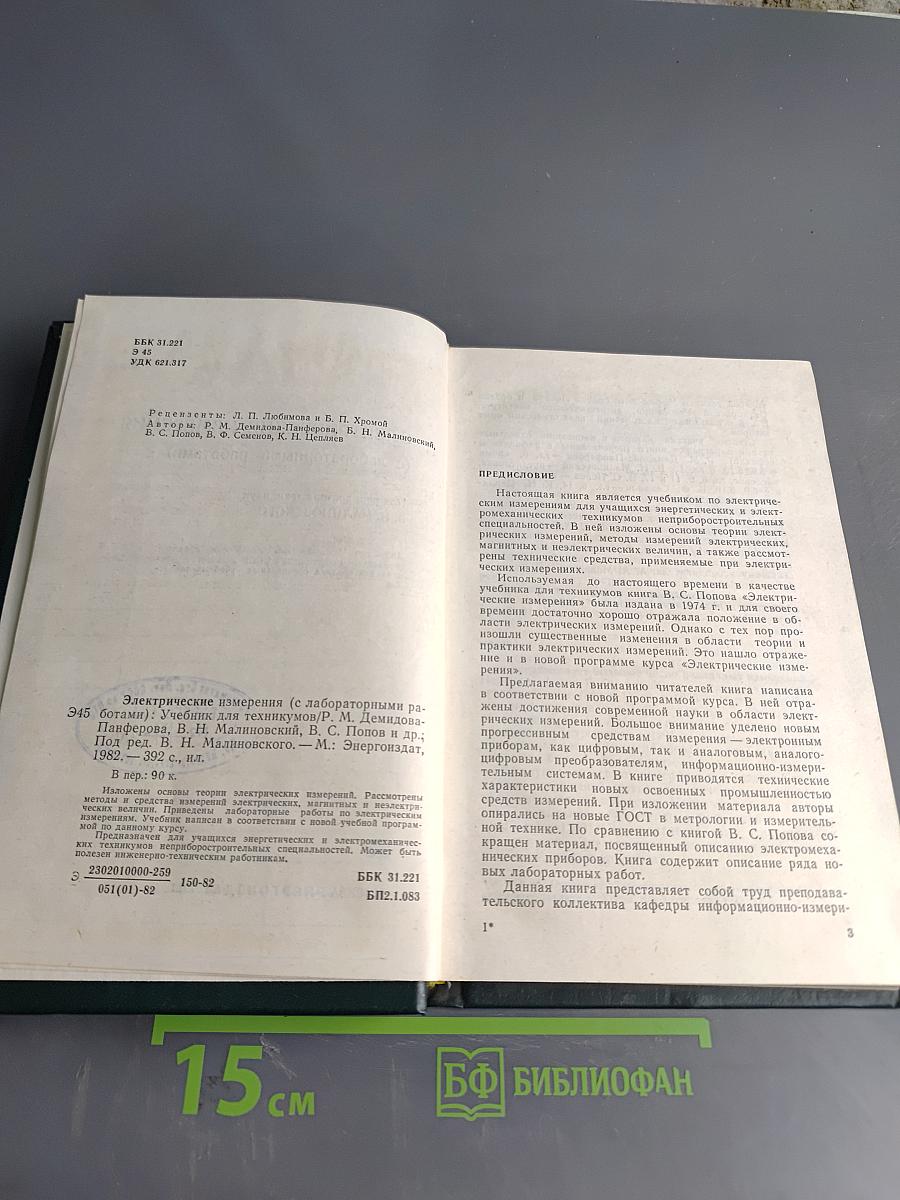 ББК 31.221
Э 45
УДК 621.317
Рецензенты: Л. П. Любимова и Б. П. Хромой
Авторы: Р. М. Демидова-Панферова, Б. Н. Малиновский,
В. С. Попов, В. Ф. Семенов, К. Н. Цепляев
Электрические измерения (с лабораторными ра-
Э45 ботами): Учебник для техникумов/Р. М. Демидова-
Панферова, В. Н. Малиновский, В. С. Попов и др.;
Под ред. В. Н. Малиновского. — М.: Энергоиздат,
1982. — 392 с., ил.
В пер.: 90 к.
Изложены основы теории электрических измерений. Рассмотрены
методы и средства измерений электрических, магнитных и неэлектри-
ческих величин. Приведены лабораторные работы по электрическим
измерениям. Учебник написан в соответствии с новой учебной програм-
мой по данному курсу.
Предназначен для учащихся энергетических и электромеханичес-
ких техникумов неприборостроительных специальностей. Может быть
полезен инженерно-техническим работникам.
Э 2302010000-259 150-82 ББК 31.221
051(01)-82 БП2.1.083
ПРЕДИСЛОВИЕ
Настоящая книга является учебником по электриче-
ским измерениям для учащихся энергетических и элект-
ромеханических техникумов неприборостроительных
специальностей. В ней изложены основы теории элект-
рических измерений, методы измерений электрических,
магнитных и неэлектрических величин, а также рассмот-
рены технические средства, применяемые при электри-
ческих измерениях.
Используемая до настоящего времени в качестве
учебника для техникумов книга В. С. Попова «Электри-
ческие измерения» была издана в 1974 г. и для своего
времени достаточно хорошо отражала положение в об-
ласти электрических измерений. Однако с тех пор про-
изошли существенные изменения в области теории и
практики электрических измерений. Это нашло отраже-
ние и в новой программе курса «Электрические изме-
рения».
Предлагаемая вниманию читателей книга написана
в соответствии с новой программой курса. В ней отра-
жены достижения современной науки в области элект-
рических измерений. Большое внимание уделено новым
прогрессивным средствам измерения — электронным
приборам, как цифровым, так и аналоговым, аналого-
цифровым преобразователям, информационно-измери-
тельным системам. В книге приводятся технические
характеристики новых освоенных промышленностью
средств измерений. При изложении материала авторы
опирались на новые ГОСТ в метрологии и измеритель-
ной технике. По сравнению с книгой В. С. Попова со-
кращен материал, посвященный описанию электромеха-
нических приборов. Книга содержит описание ряда но-
вых лабораторных работ.
Данная книга представляет собой труд преподава-
тельского коллектива кафедры информационно-измери-
1*
3
15 см
БФ БИБЛИОФАН